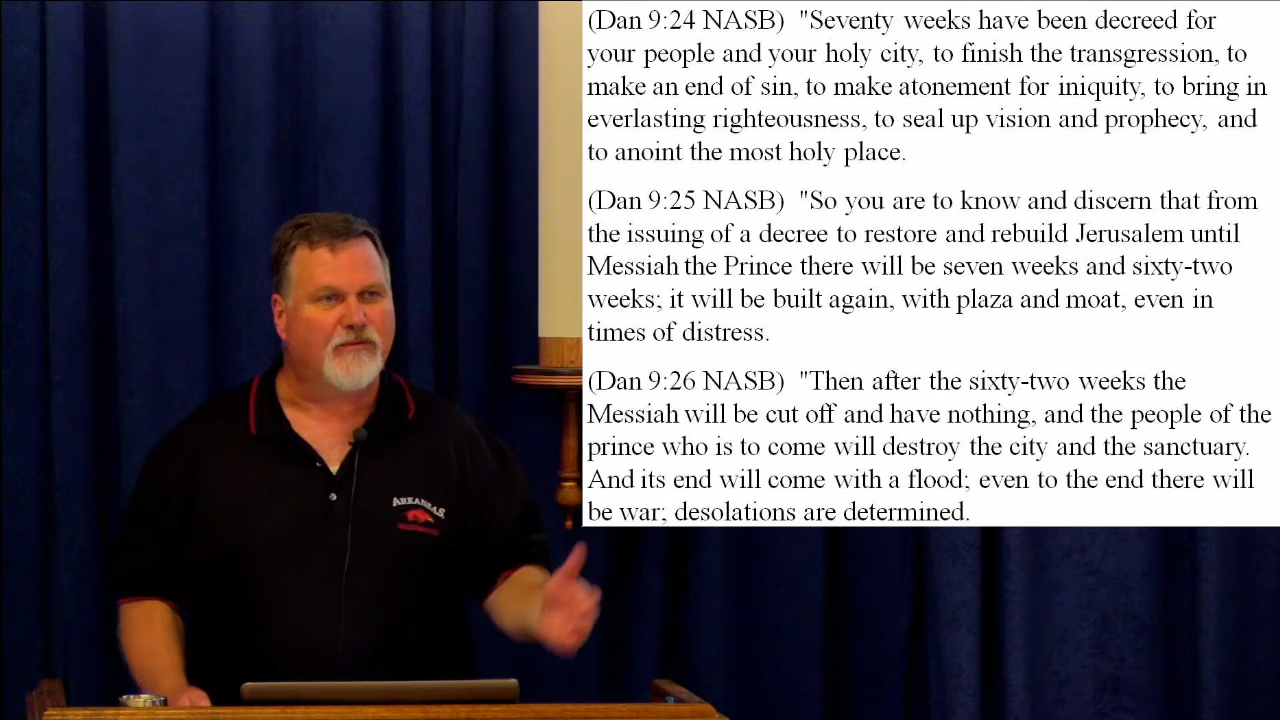 (Dan 9:24 NASB)  "Seventy weeks have been decreed for
your people and your holy city, to finish the transgression, to
make an end of sin, to make atonement for iniquity, to bring in
everlasting righteousness, to seal up vision and prophecy, and
to anoint the most holy place.
(Dan 9:25 NASB)  "So you are to know and discern that from
the issuing of a decree to restore and rebuild Jerusalem until
Messiah the Prince there will be seven weeks and sixty-two
weeks; it will be built again, with plaza and moat, even in
times of distress.
(Dan 9:26 NASB)  "Then after the sixty-two weeks the
Messiah will be cut off and have nothing, and the people of the
prince who is to come will destroy the city and the sanctuary.
And its end will come with a flood; even to the end there will
be war; desolations are determined.
ARKANSAS